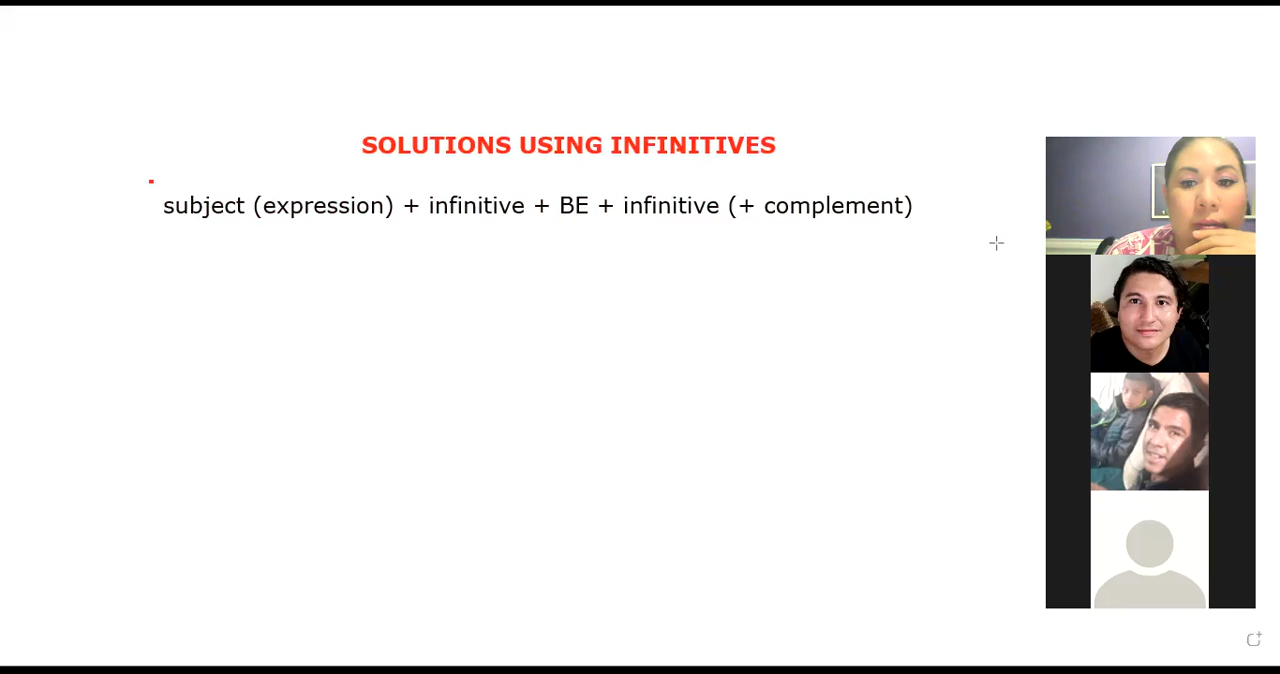 SOLUTIONS USING INFINITIVES
subject (expression) + infinitive + BE + infinitive (+ complement)